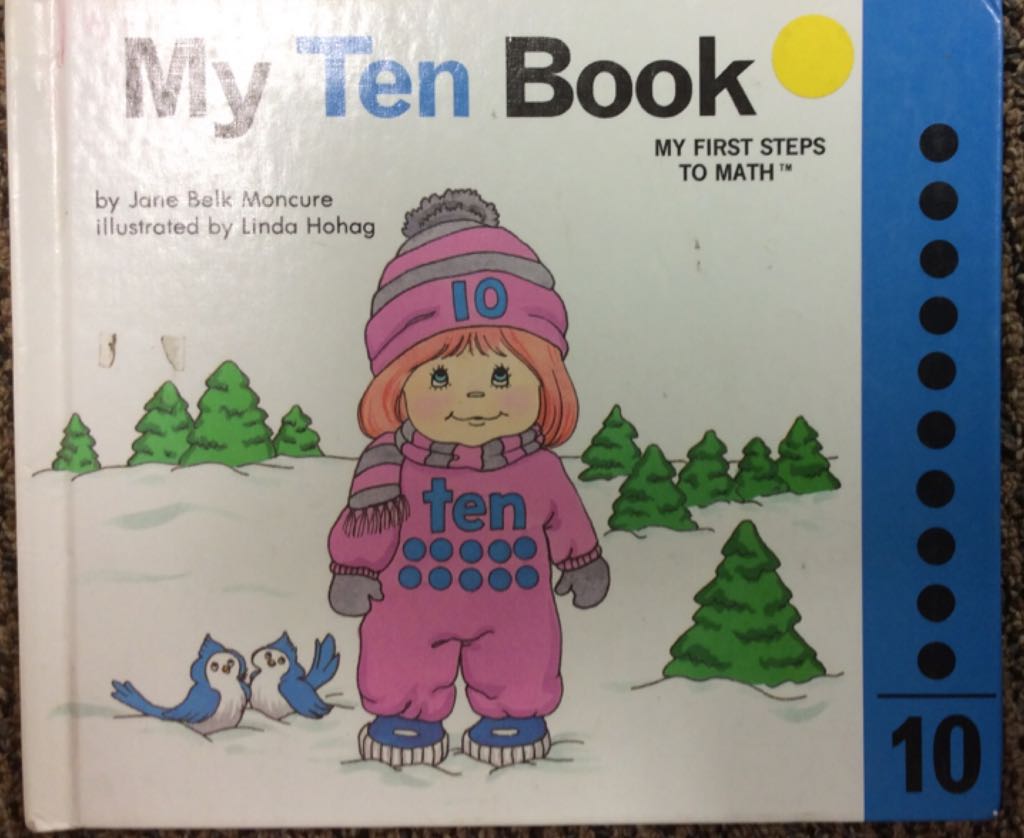 My Ten Book
MY FIRST STEPS
TO MATH™
by Jane Belk Moncure
illustrated by Linda Hohag
10
ten
10